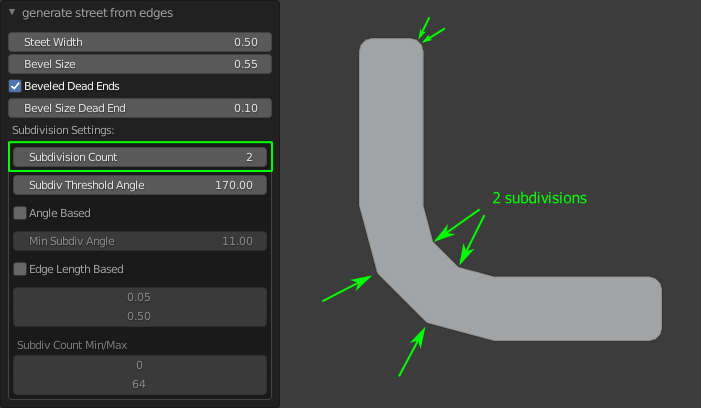 generate street from edges
Steet Width 0.50
Bevel Size 0.55
Beveled Dead Ends
Bevel Size Dead End 0.10
Subdivision Settings:
Subdivision Count 2
Subdiv Threshold Angle 170.00
2 subdivisions
Angle Based
Min Subdiv Angle 11.00
Edge Length Based
0.05
0.50
Subdiv Count Min/Max
0
64